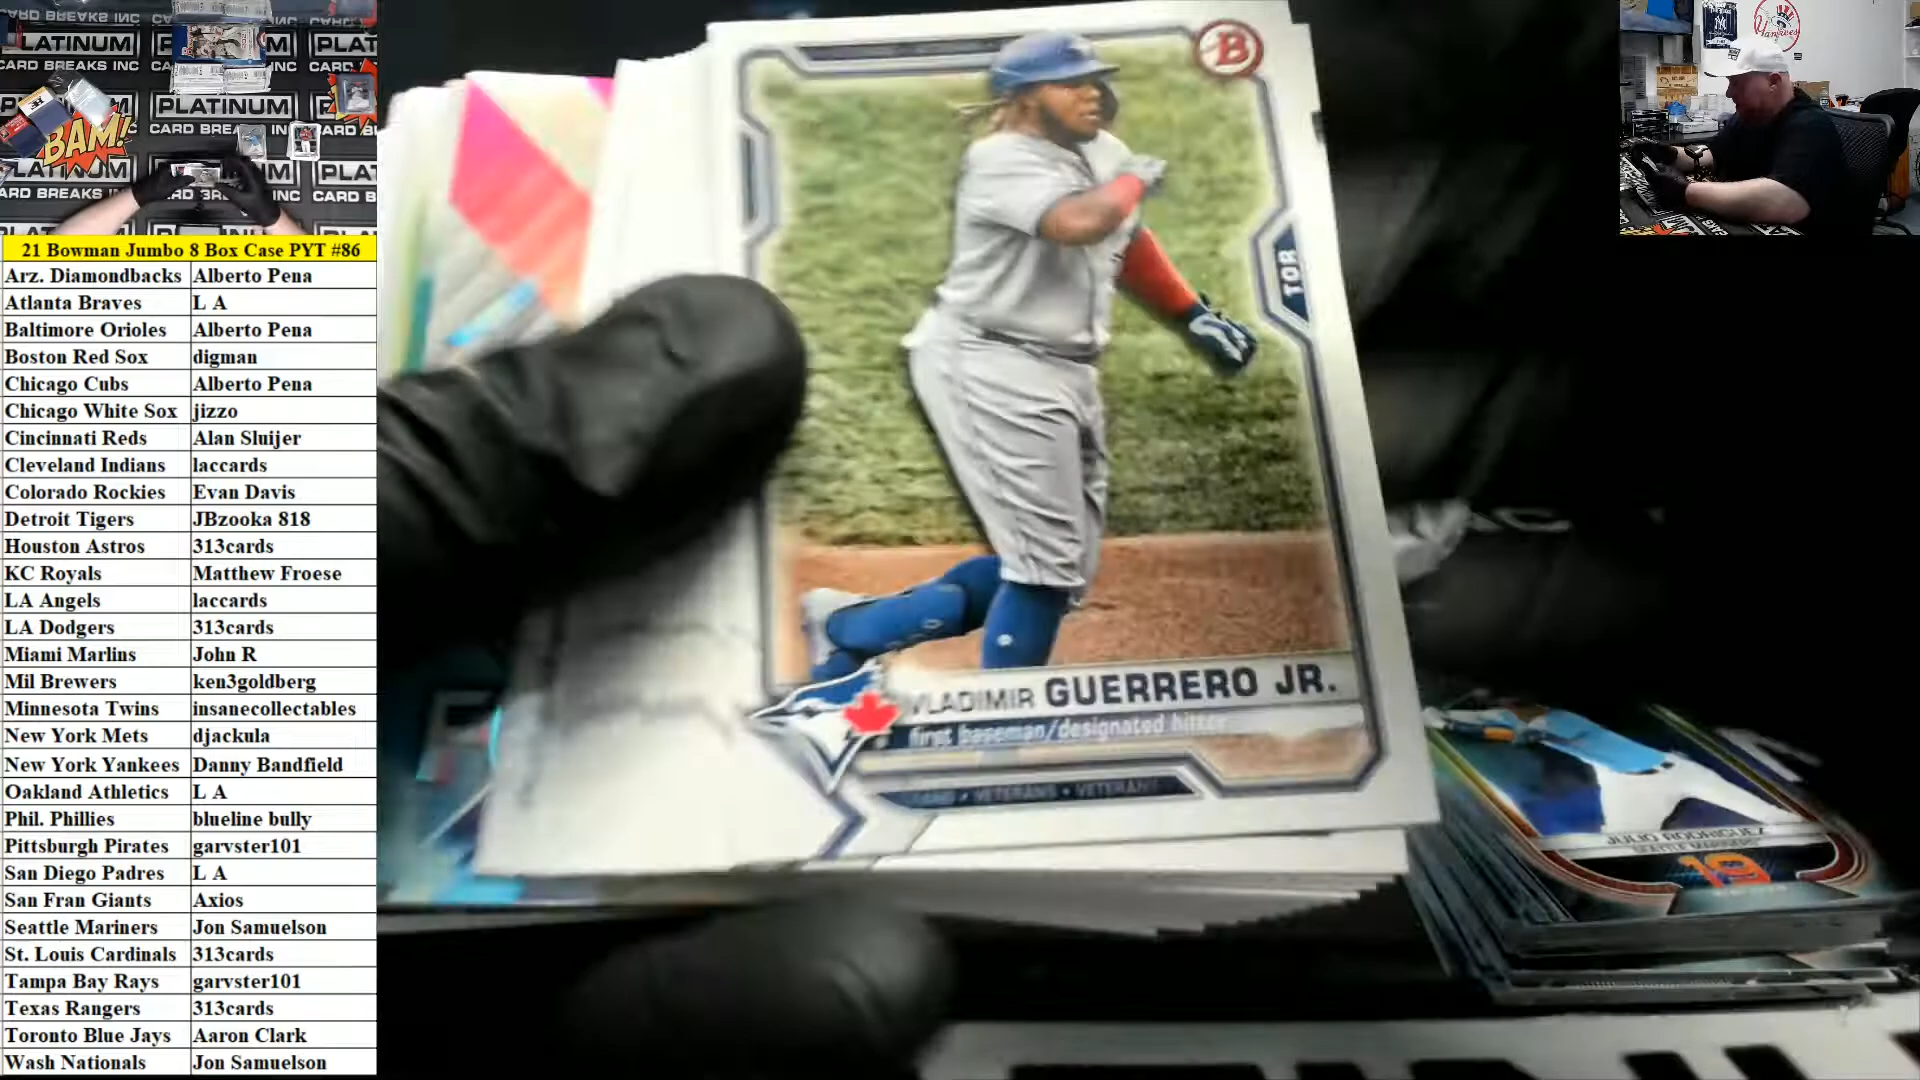 PLATINUM
CARD BREAKS INC
BAM!
21 Bowman Jumbo 8 Box Case PYT #86
Arz. Diamondbacks Alberto Pena
Atlanta Braves L A
Baltimore Orioles Alberto Pena
Boston Red Sox digman
Chicago Cubs Alberto Pena
Chicago White Sox jizzo
Cincinnati Reds Alan Sluijer
Cleveland Indians laccards
Colorado Rockies Evan Davis
Detroit Tigers JBzooka 818
Houston Astros 313cards
KC Royals Matthew Froese
LA Angels laccards
LA Dodgers 313cards
Miami Marlins John R
Mil Brewers ken3goldberg
Minnesota Twins insanecollectables
New York Mets djackula
New York Yankees Danny Bandfield
Oakland Athletics L A
Phil. Phillies blueline bully
Pittsburgh Pirates garvster101
San Diego Padres L A
San Fran Giants Axios
Seattle Mariners Jon Samuelson
St. Louis Cardinals 313cards
Tampa Bay Rays garvster101
Texas Rangers 313cards
Toronto Blue Jays Aaron Clark
Wash Nationals Jon Samuelson
B
TOR
VLADIMIR GUERRERO JR.
first baseman/designated hitter
VETERANS • VETERANS
JULIO RODRIGUEZ
SEATTLE MARINERS
19
Yankees